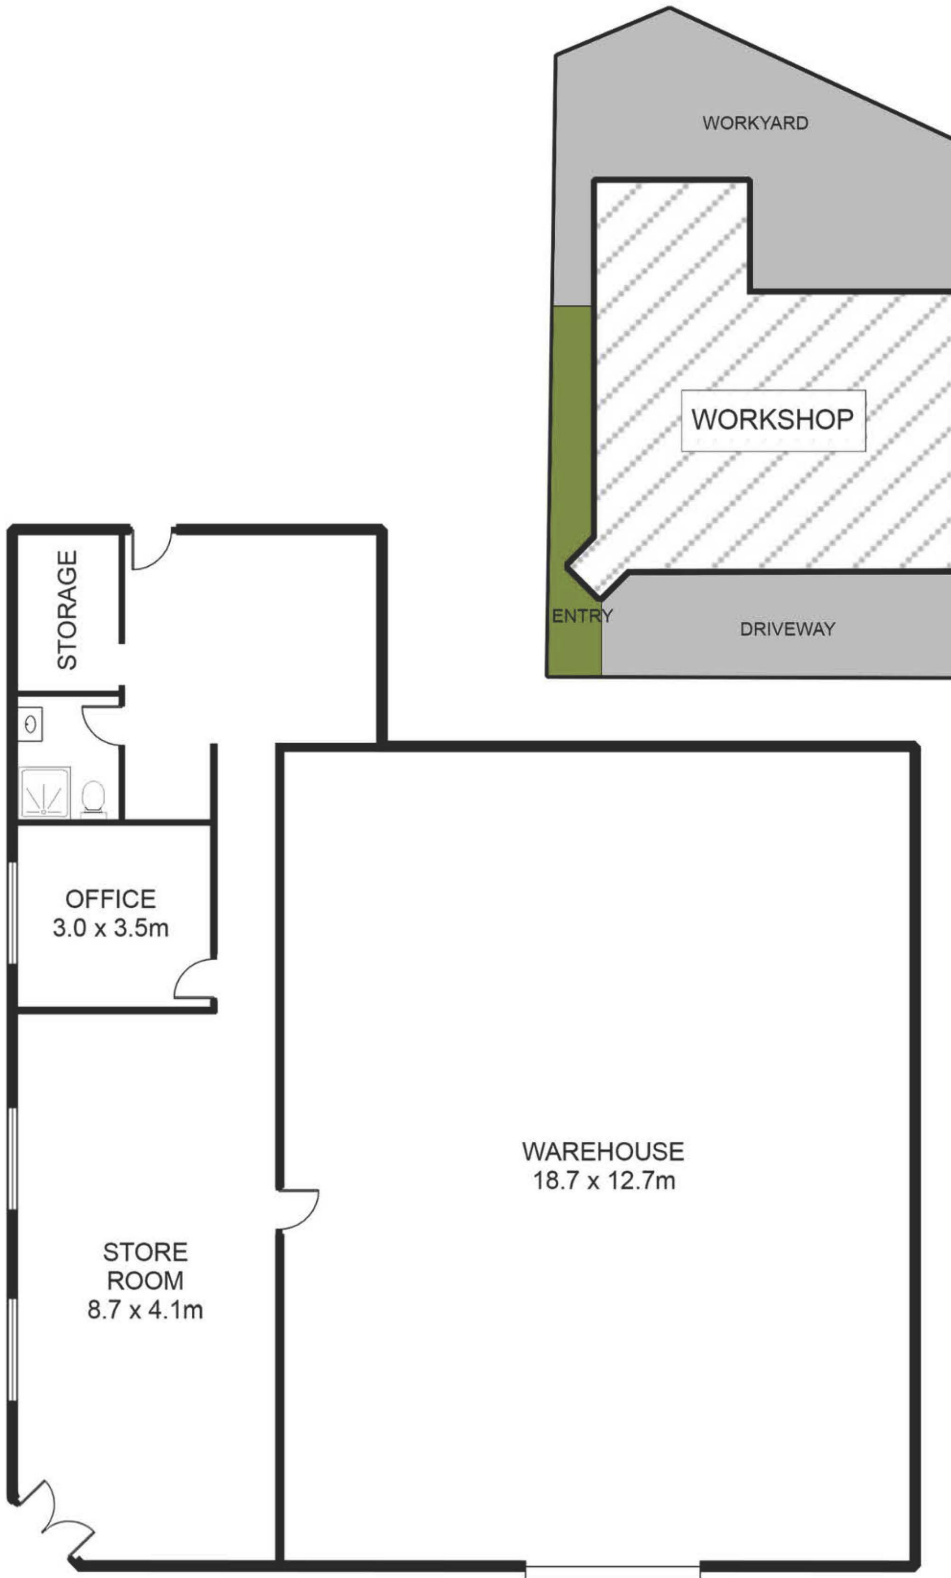 WORKYARD
WORKSHOP
ENTRY
DRIVEWAY
STORAGE
OFFICE
3.0 x 3.5m
WAREHOUSE
18.7 x 12.7m
STORE
ROOM
8.7 x 4.1m